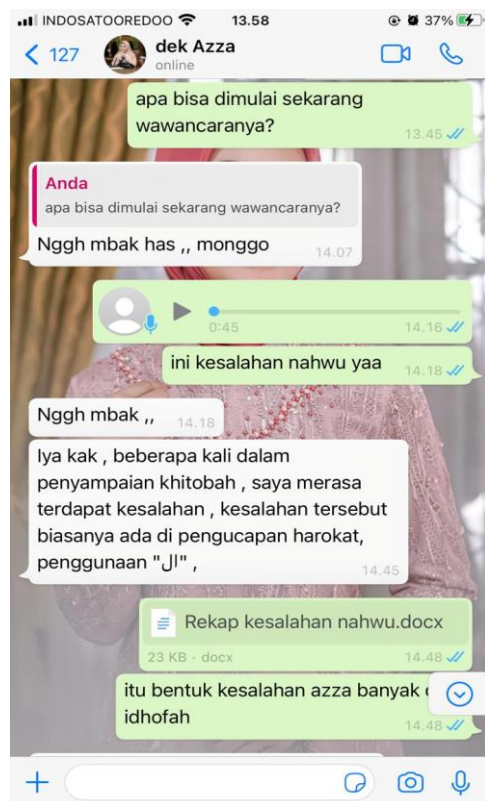 INDOSATOOREDOO 13.58 37%
127 dek Azza
online
apa bisa dimulai sekarang
wawancaranya?
13.45
Anda
apa bisa dimulai sekarang wawancaranya?
Nggh mbak has ,, monggo 14.07
0:45 14.16
ini kesalahan nahwu yaa 14.18
Nggh mbak ,, 14.18
Iya kak , beberapa kali dalam
penyampaian khitobah , saya merasa
terdapat kesalahan , kesalahan tersebut
biasanya ada di pengucapan harokat,
penggunaan "ال" ,
14.45
Rekap kesalahan nahwu.docx
23 KB · docx 14.48
itu bentuk kesalahan azza banyak
idhofah
14.48